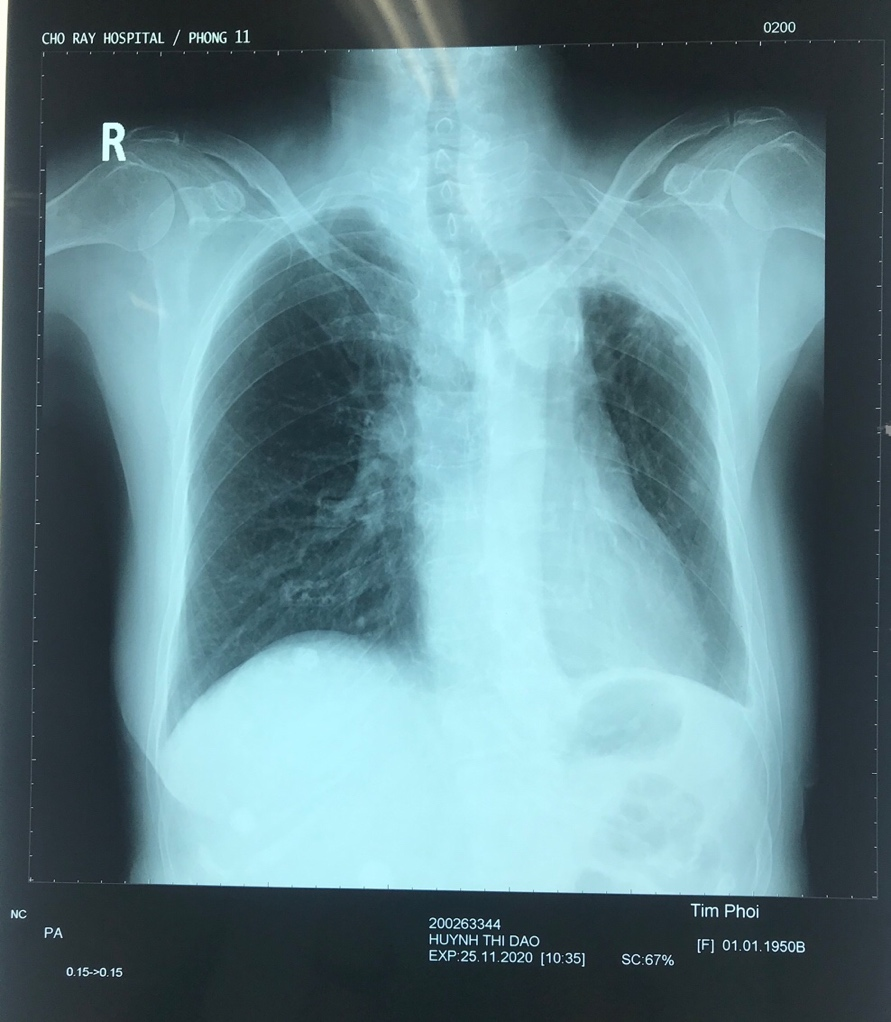 CHO RAY HOSPITAL / PHONG 11
0200
R
NC
PA
0.15->0.15
200263344
HUYNH THI DAO
EXP:25.11.2020 [10:35]
SC:67%
Tim Phoi
[F] 01.01.1950B